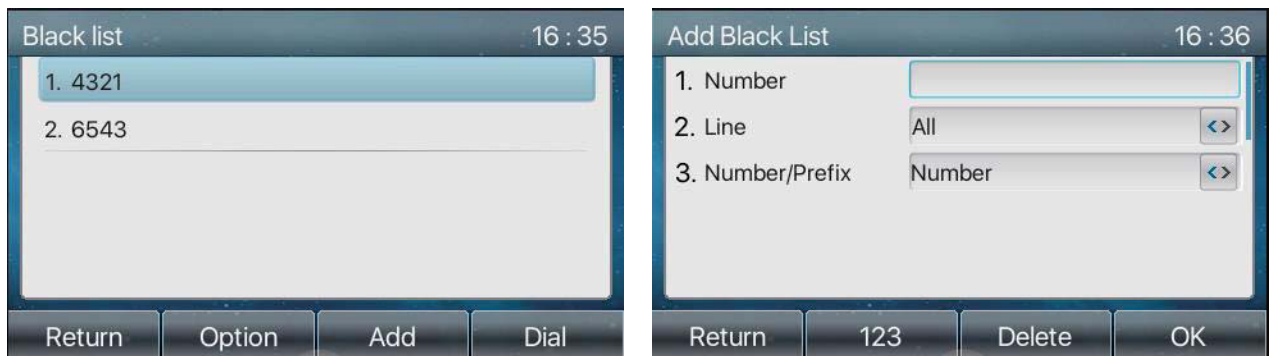 Black list 16 : 35
1. 4321
2. 6543
Return Option Add Dial
Add Black List 16 : 36
1. Number
2. Line All <>
3. Number/Prefix Number <>
Return 123 Delete OK